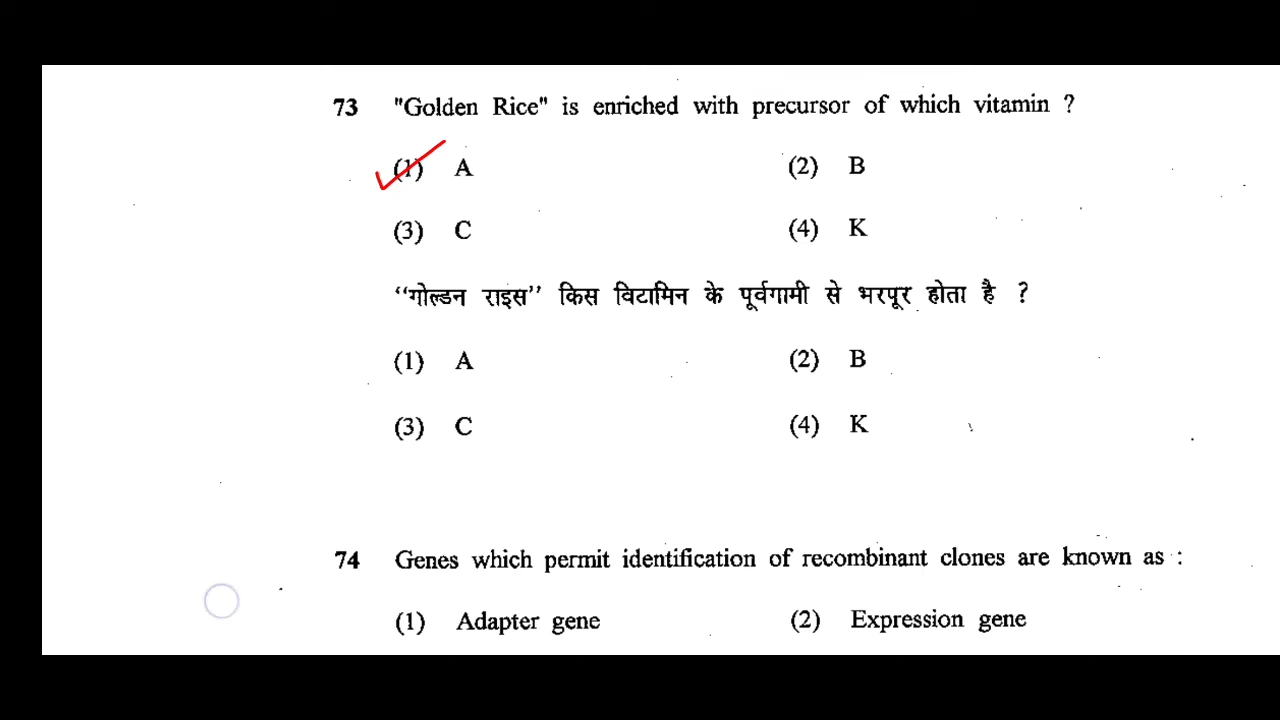 73 "Golden Rice" is enriched with precursor of which vitamin ?
(1) A (2) B
(3) C (4) K
‘‘गोल्डन राइस’’ किस विटामिन के पूर्वगामी से भरपूर होता है ?
(1) A (2) B
(3) C (4) K
74 Genes which permit identification of recombinant clones are known as :
(1) Adapter gene (2) Expression gene